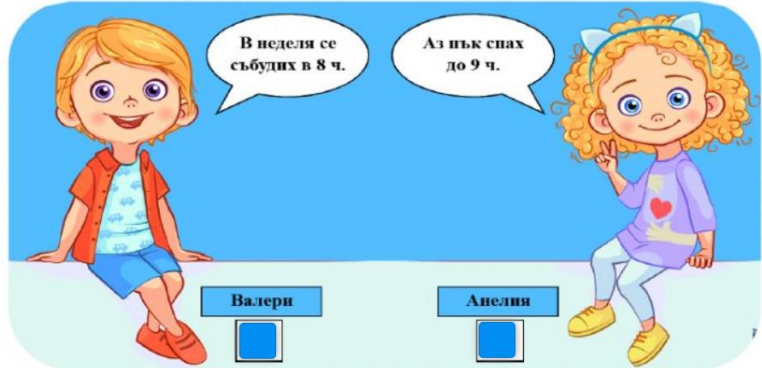 В неделя се
събудих в 8 ч.
Аз пък спах
до 9 ч.
Валери
Анелия